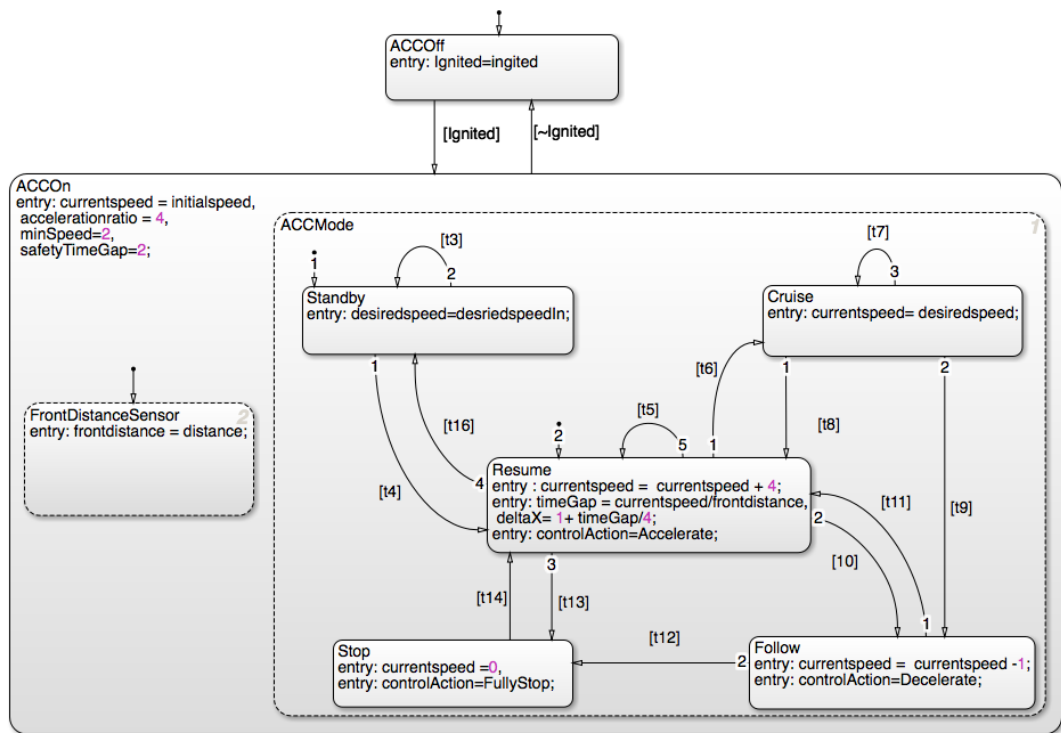 ACCOff
entry: Ignited=ingited
[Ignited]
[~Ignited]
ACCOn
entry: currentspeed = initialspeed,
accelerationratio = 4,
minSpeed=2,
safetyTimeGap=2;
ACCMode
1
[t3]
[t7]
1
2
3
Standby
entry: desiredspeed=desriedspeedIn;
Cruise
entry: currentspeed= desiredspeed;
1
1
2
[t6]
FrontDistanceSensor
2
entry: frontdistance = distance;
[t16]
[t5]
[t8]
2
5
1
[t4]
4
Resume
entry : currentspeed = currentspeed + 4;
entry: timeGap = currentspeed/frontdistance,
deltaX= 1+ timeGap/4;
entry: controlAction=Accelerate;
2
[t11]
[t9]
[10]
3
[t14]
[t13]
1
[t12]
Stop
entry: currentspeed =0,
entry: controlAction=FullyStop;
2
Follow
entry: currentspeed = currentspeed -1;
entry: controlAction=Decelerate;